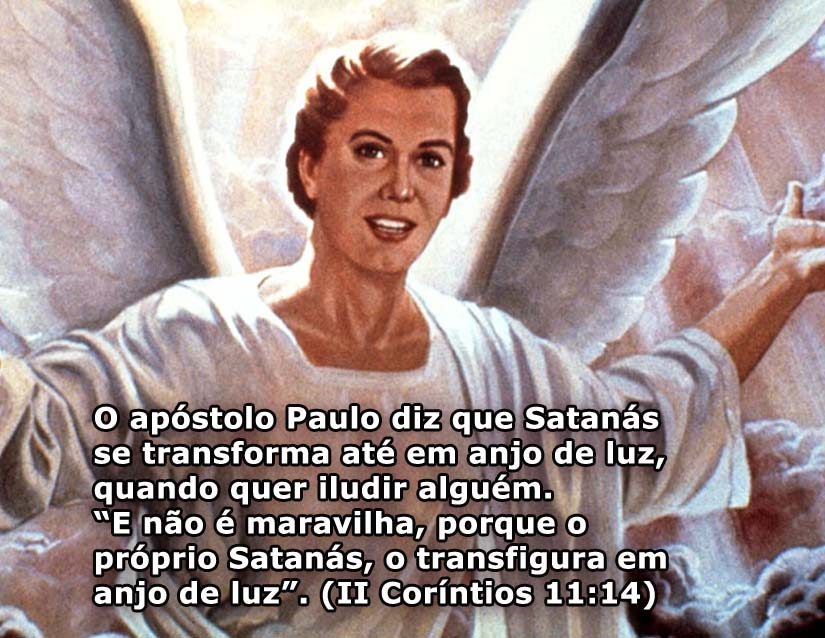 O apóstolo Paulo diz que Satanás
se transforma até em anjo de luz,
quando quer iludir alguém.
“E não é maravilha, porque o
próprio Satanás, o transfigura em
anjo de luz”. (II Coríntios 11:14)